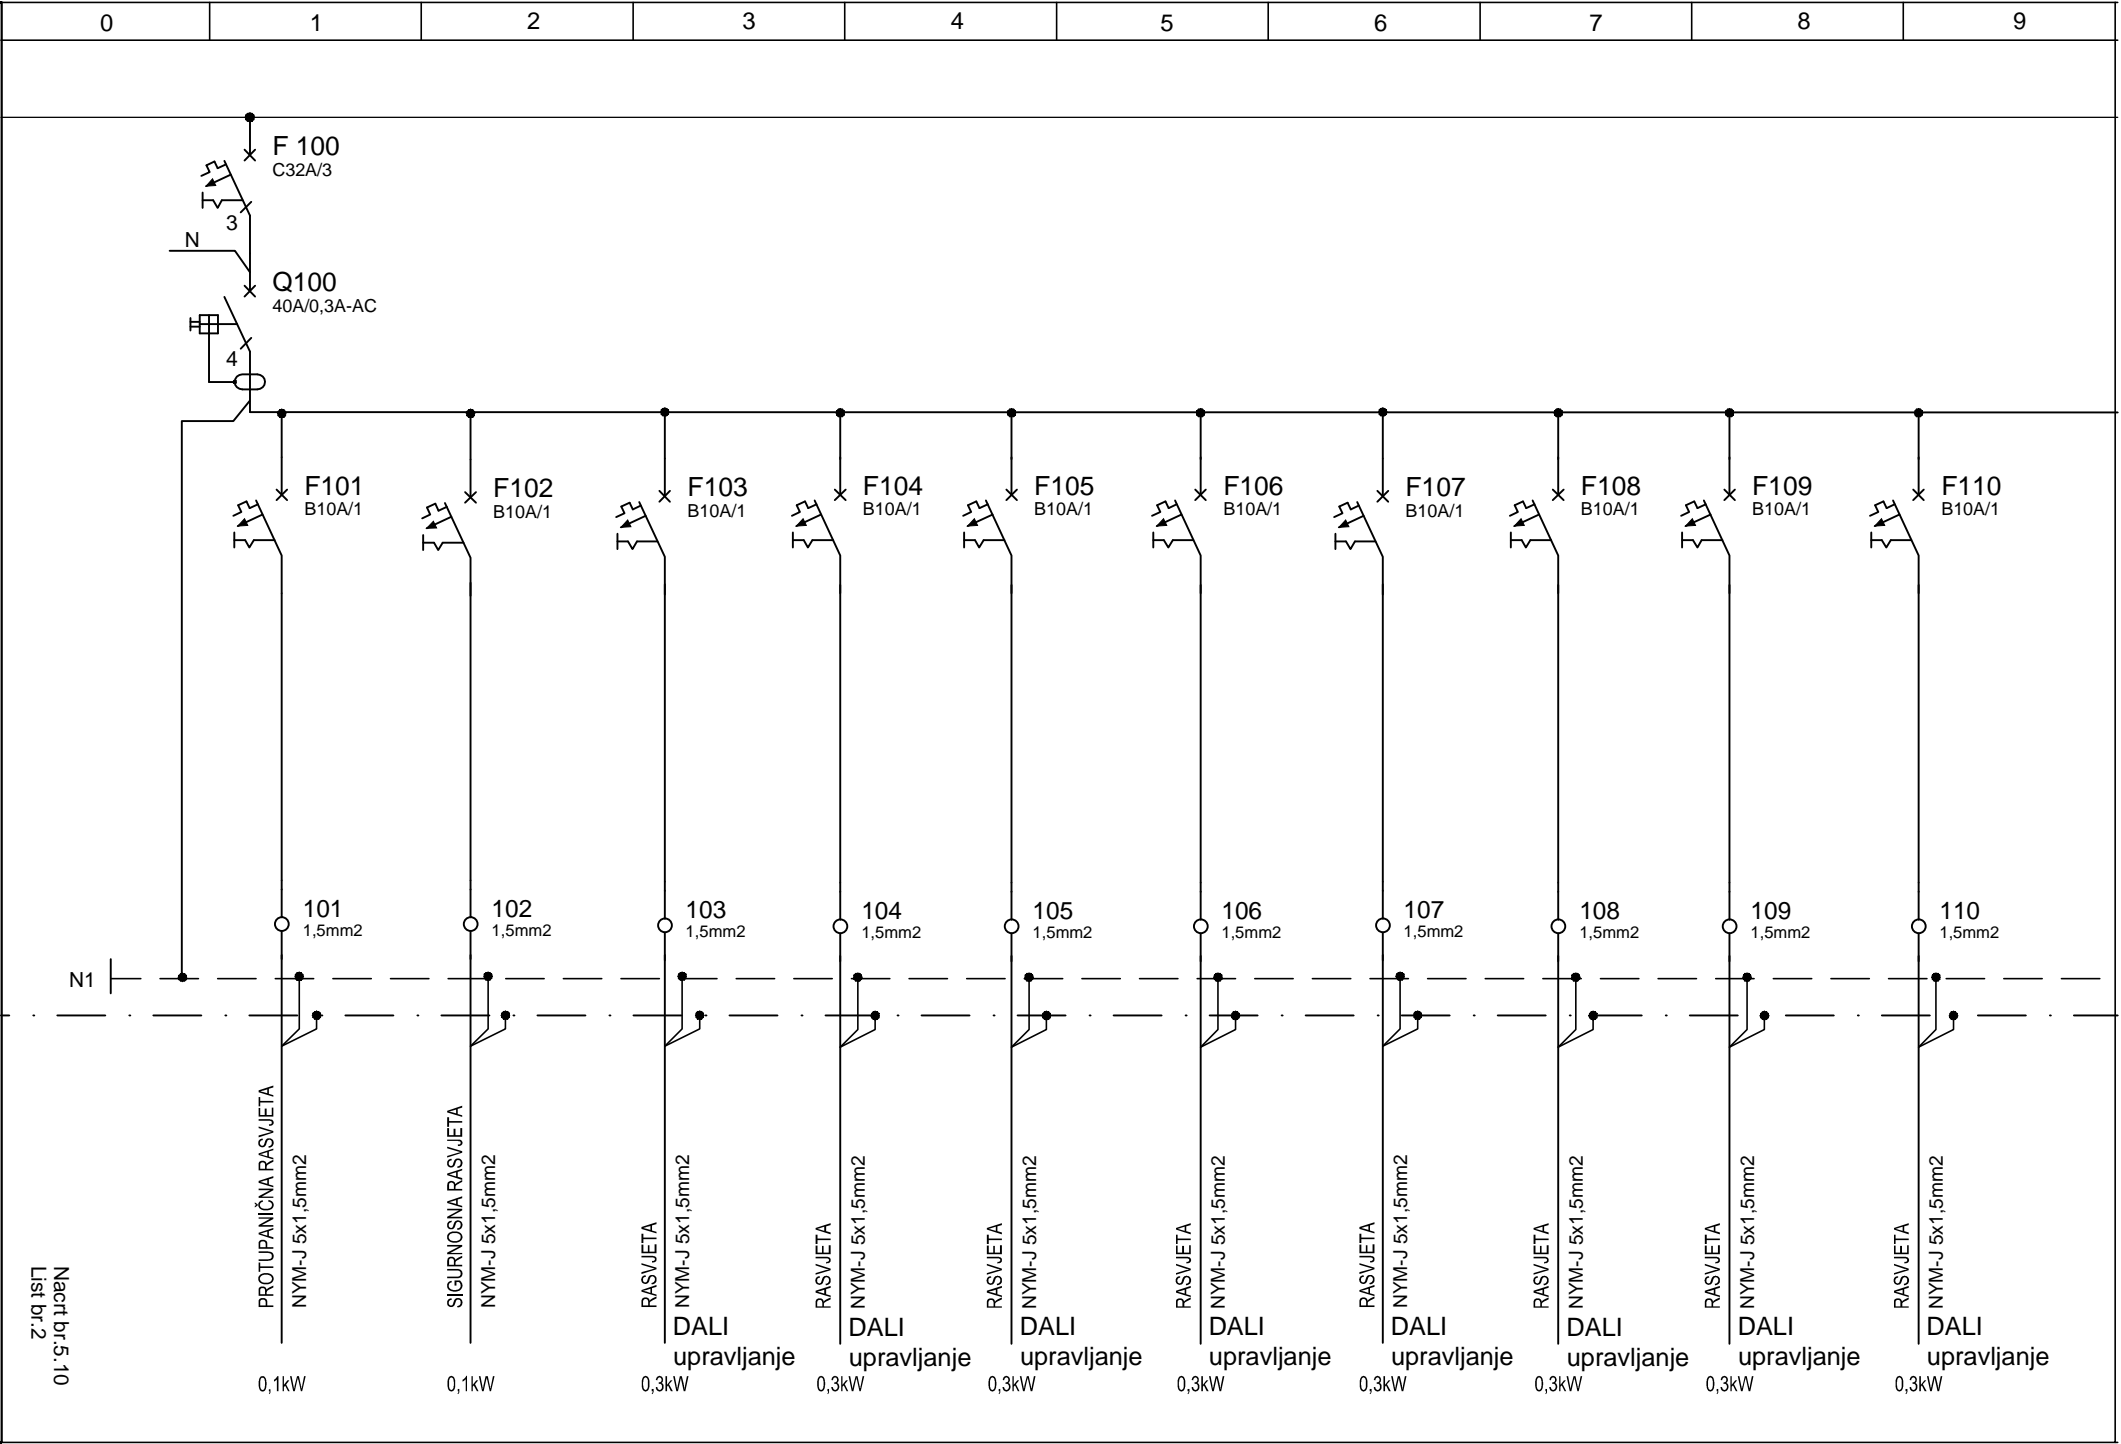 0 1 2 3 4 5 6 7 8 9
F 100
C32A/3
3
N
Q100
40A/0,3A-AC
4
F101 F102 F103 F104 F105 F106 F107 F108 F109 F110
B10A/1 B10A/1 B10A/1 B10A/1 B10A/1 B10A/1 B10A/1 B10A/1 B10A/1 B10A/1
101 102 103 104 105 106 107 108 109 110
1,5mm2 1,5mm2 1,5mm2 1,5mm2 1,5mm2 1,5mm2 1,5mm2 1,5mm2 1,5mm2 1,5mm2
N1
PROTUPANIČNA RASVJETA
NYM-J 5x1,5mm2
SIGURNOSNA RASVJETA
NYM-J 5x1,5mm2
RASVJETA
NYM-J 5x1,5mm2
RASVJETA
NYM-J 5x1,5mm2
RASVJETA
NYM-J 5x1,5mm2
RASVJETA
NYM-J 5x1,5mm2
RASVJETA
NYM-J 5x1,5mm2
RASVJETA
NYM-J 5x1,5mm2
RASVJETA
NYM-J 5x1,5mm2
RASVJETA
NYM-J 5x1,5mm2
DALI DALI DALI DALI DALI DALI DALI DALI
upravljanje upravljanje upravljanje upravljanje upravljanje upravljanje upravljanje upravljanje
0,1kW 0,1kW 0,3kW 0,3kW 0,3kW 0,3kW 0,3kW 0,3kW 0,3kW 0,3kW
Nacrt br.5.10
List br.2